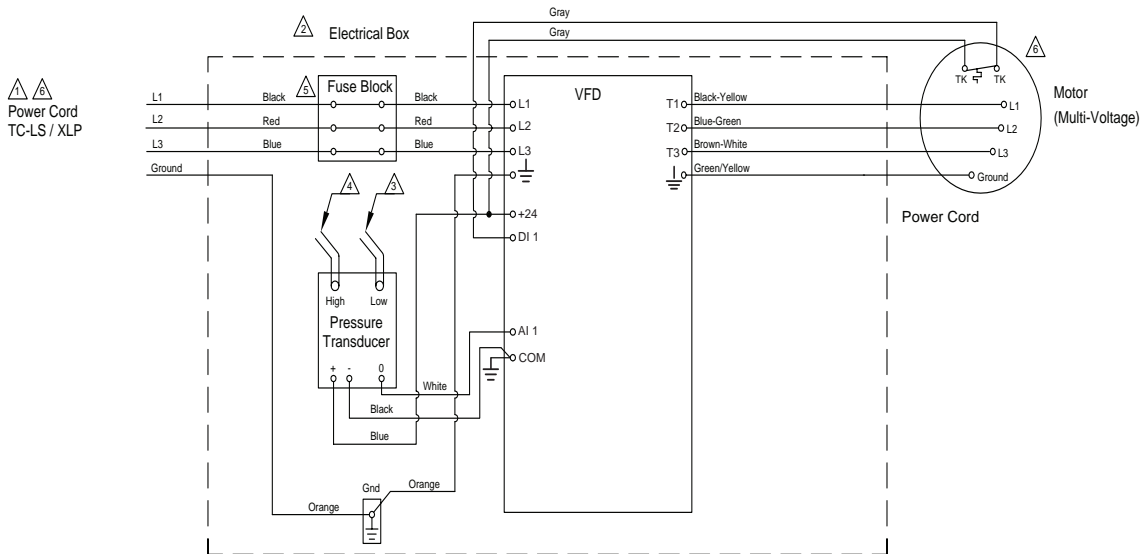 Gray
Gray
2 Electrical Box
6
1 6
Power Cord
TC-LS / XLP
5 Fuse Block
VFD
TK TK
Motor
(Multi-Voltage)
L1 Black Black L1 T1 Black-Yellow L1
L2 Red Red L2 T2 Blue-Green L2
L3 Blue Blue L3 T3 Brown-White L3
Ground Green/Yellow Ground
4 3
+24
Power Cord
DI 1
High Low
Pressure
Transducer
AI 1
COM
+ - 0
White
Black
Blue
Gnd Orange
Orange